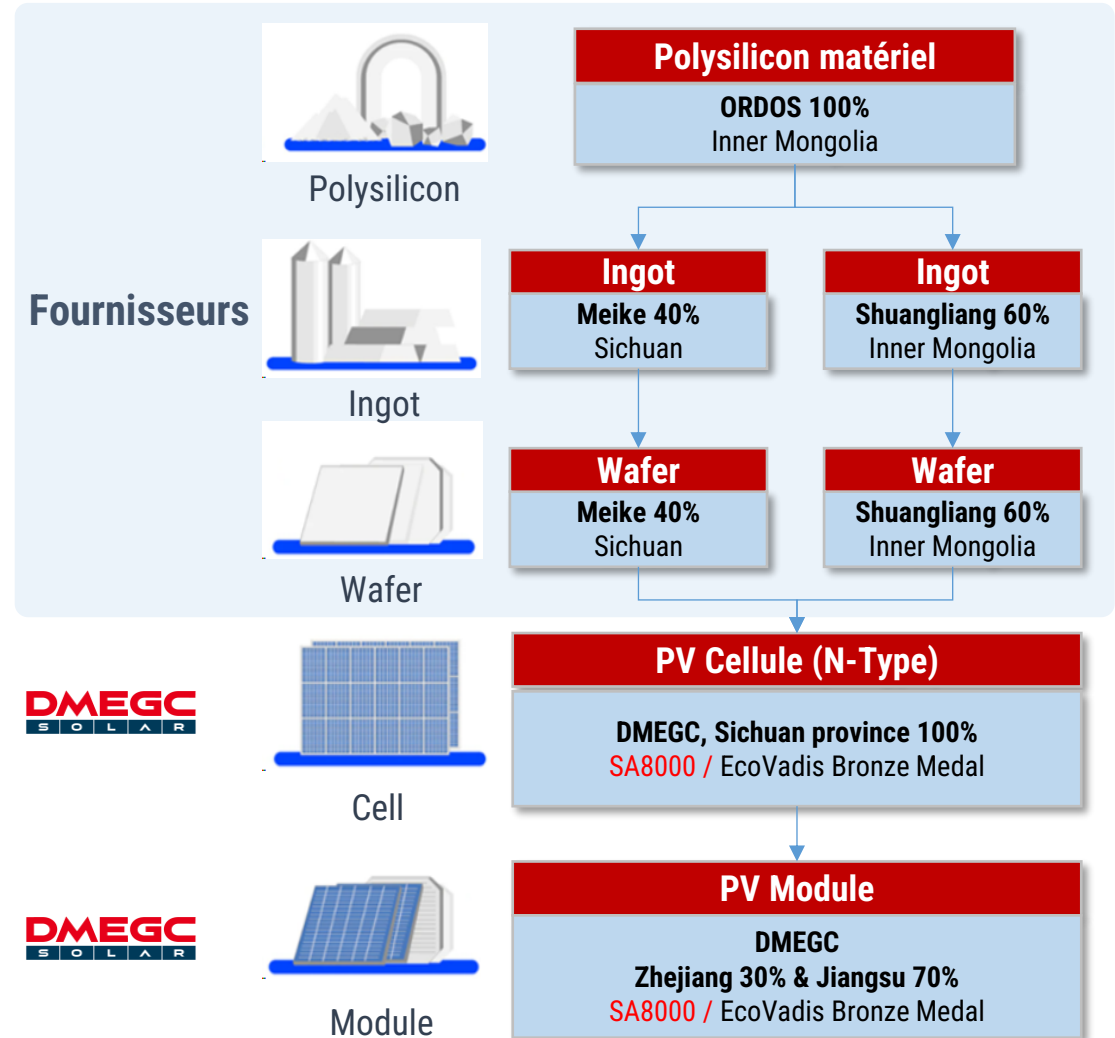 Polysilicon matériel
ORDOS 100%
Inner Mongolia
Polysilicon
Fournisseurs
Ingot
Meike 40%
Sichuan
Ingot
Shuangliang 60%
Inner Mongolia
Ingot
Wafer
Meike 40%
Sichuan
Wafer
Shuangliang 60%
Inner Mongolia
Wafer
DMEGC
SOLAR
PV Cellule (N-Type)
DMEGC, Sichuan province 100%
SA8000 / EcoVadis Bronze Medal
Cell
DMEGC
SOLAR
PV Module
DMEGC
Zhejiang 30% & Jiangsu 70%
SA8000 / EcoVadis Bronze Medal
Module